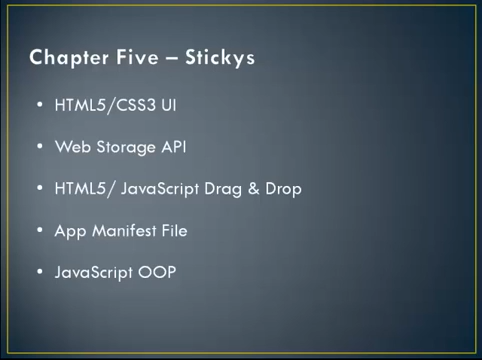 Chapter Five – Stickys
• HTML5/CSS3 UI
• Web Storage API
• HTML5/ JavaScript Drag & Drop
• App Manifest File
• JavaScript OOP